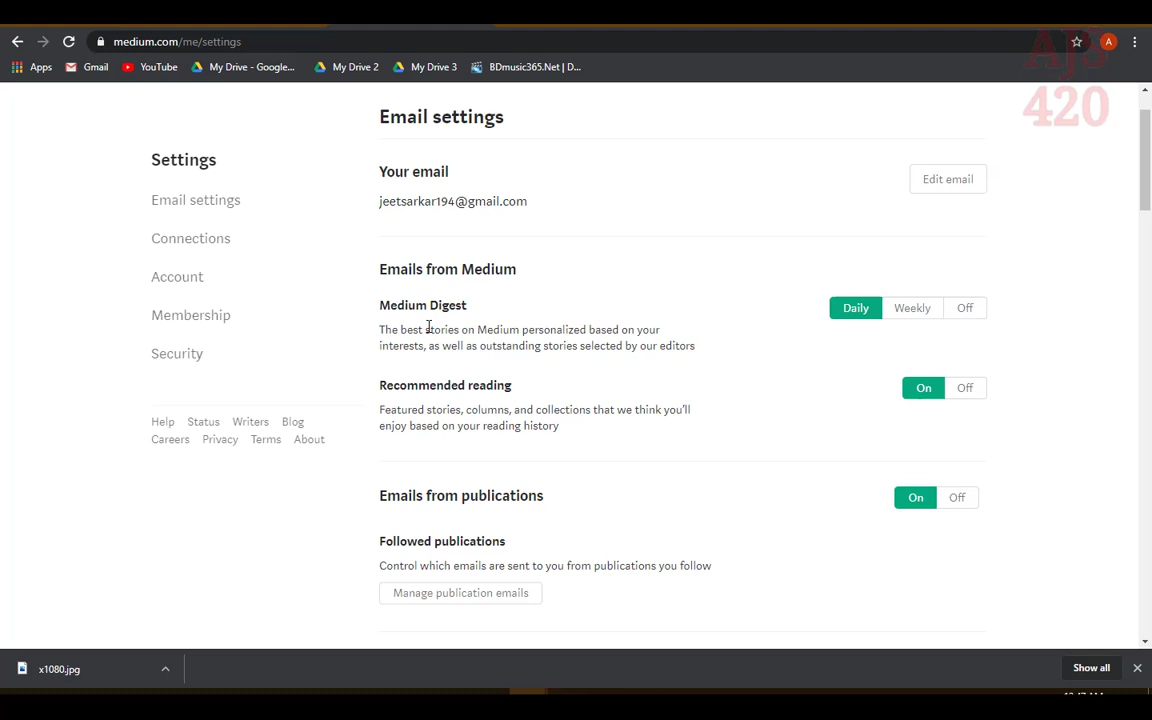 medium.com/me/settings
A
Apps
Gmail
YouTube
My Drive - Google...
My Drive 2
My Drive 3
BDmusic365.Net | D...
AJS
420
Email settings
Settings
Email settings
Connections
Account
Membership
Security
Help Status Writers Blog
Careers Privacy Terms About
Your email
jeetsarkar194@gmail.com
Edit email
Emails from Medium
Medium Digest
The best stories on Medium personalized based on your
interests, as well as outstanding stories selected by our editors
Daily Weekly Off
Recommended reading
Featured stories, columns, and collections that we think you'll
enjoy based on your reading history
On Off
Emails from publications
On Off
Followed publications
Control which emails are sent to you from publications you follow
Manage publication emails
x1080.jpg
Show all